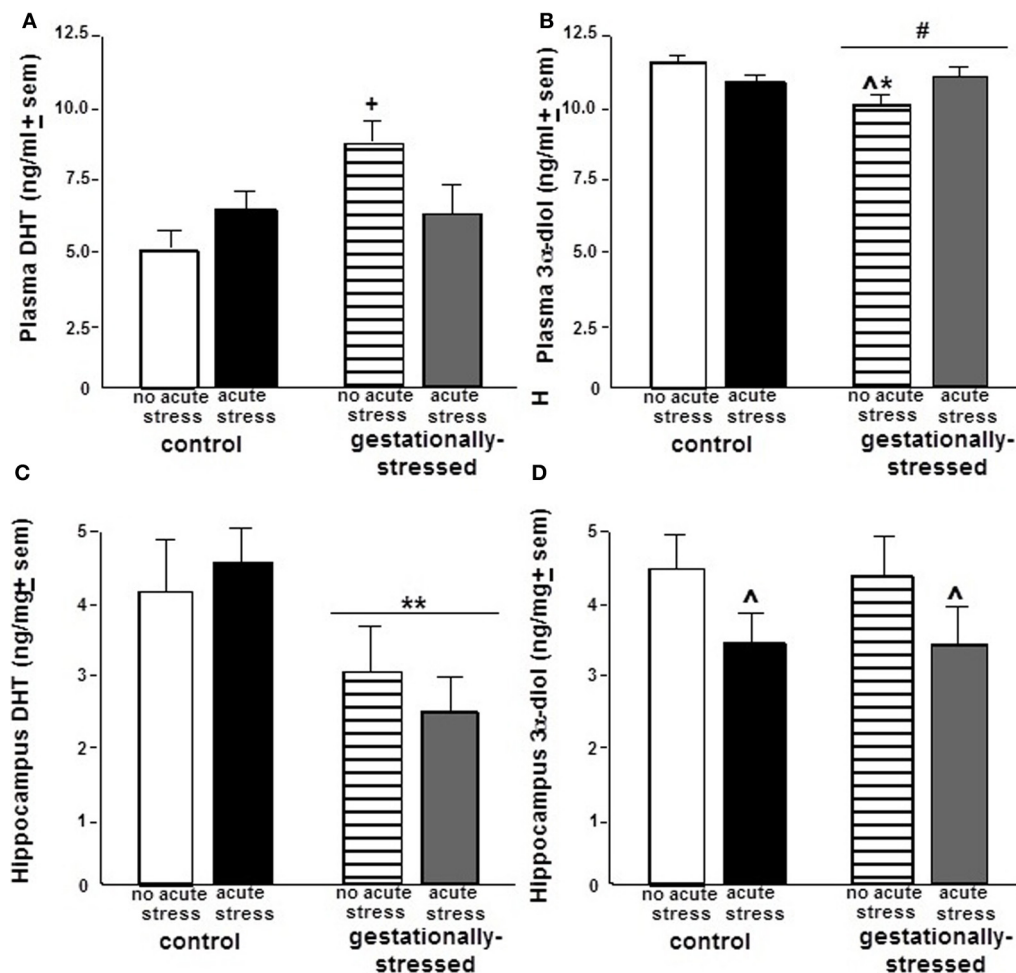 A
Plasma DHT (ng/ml± sem)
12.5
10.0
7.5
5.0
2.5
0
+
no acute stress
acute stress
no acute stress
acute stress
control
gestationally-stressed
B
Plasma 3α-diol (ng/ml± sem)
H
12.5
10.0
7.5
5.0
2.5
0
^*
#
no acute stress
acute stress
no acute stress
acute stress
control
gestationally-stressed
C
Hippocampus DHT (ng/mg± sem)
5
4
3
2
1
0
**
no acute stress
acute stress
no acute stress
acute stress
control
gestationally-stressed
D
Hippocampus 3α-diol (ng/mg± sem)
5
4
3
2
1
0
^
^
no acute stress
acute stress
no acute stress
acute stress
control
gestationally-stressed